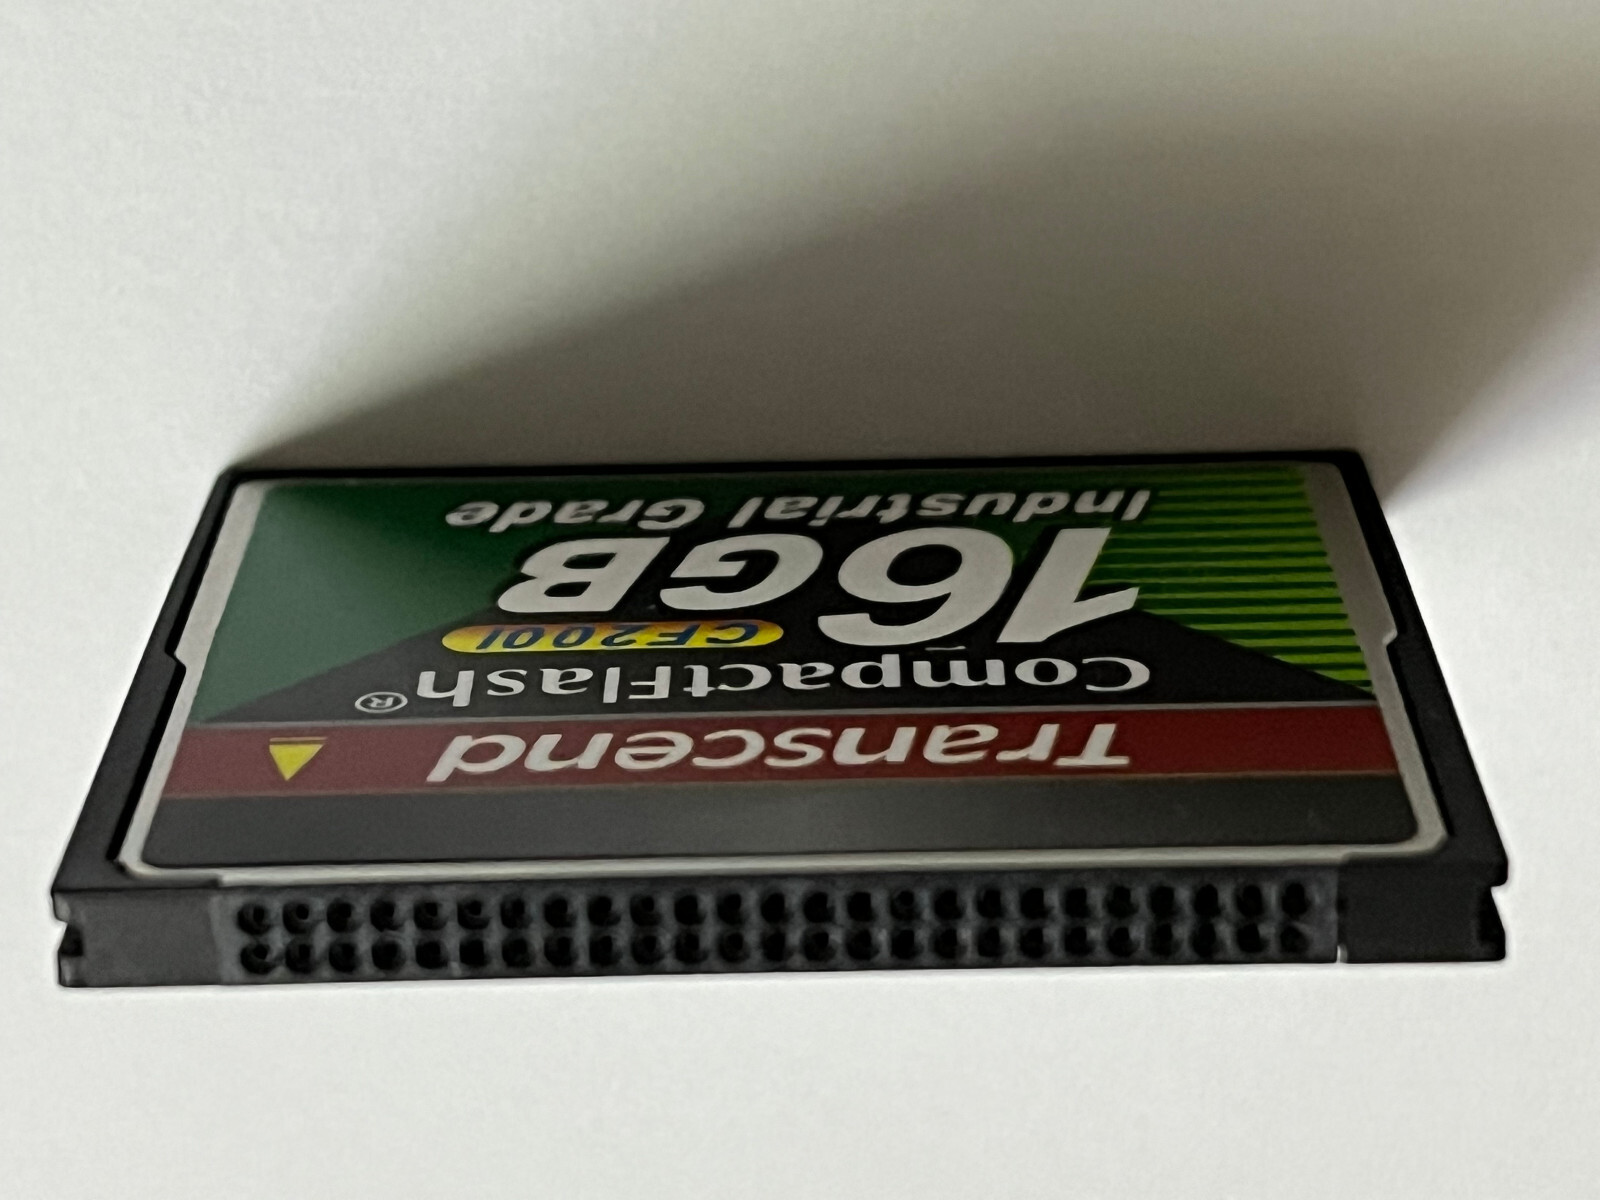 Transcend
CompactFlash®
CF200I
16GB
Industrial Grade